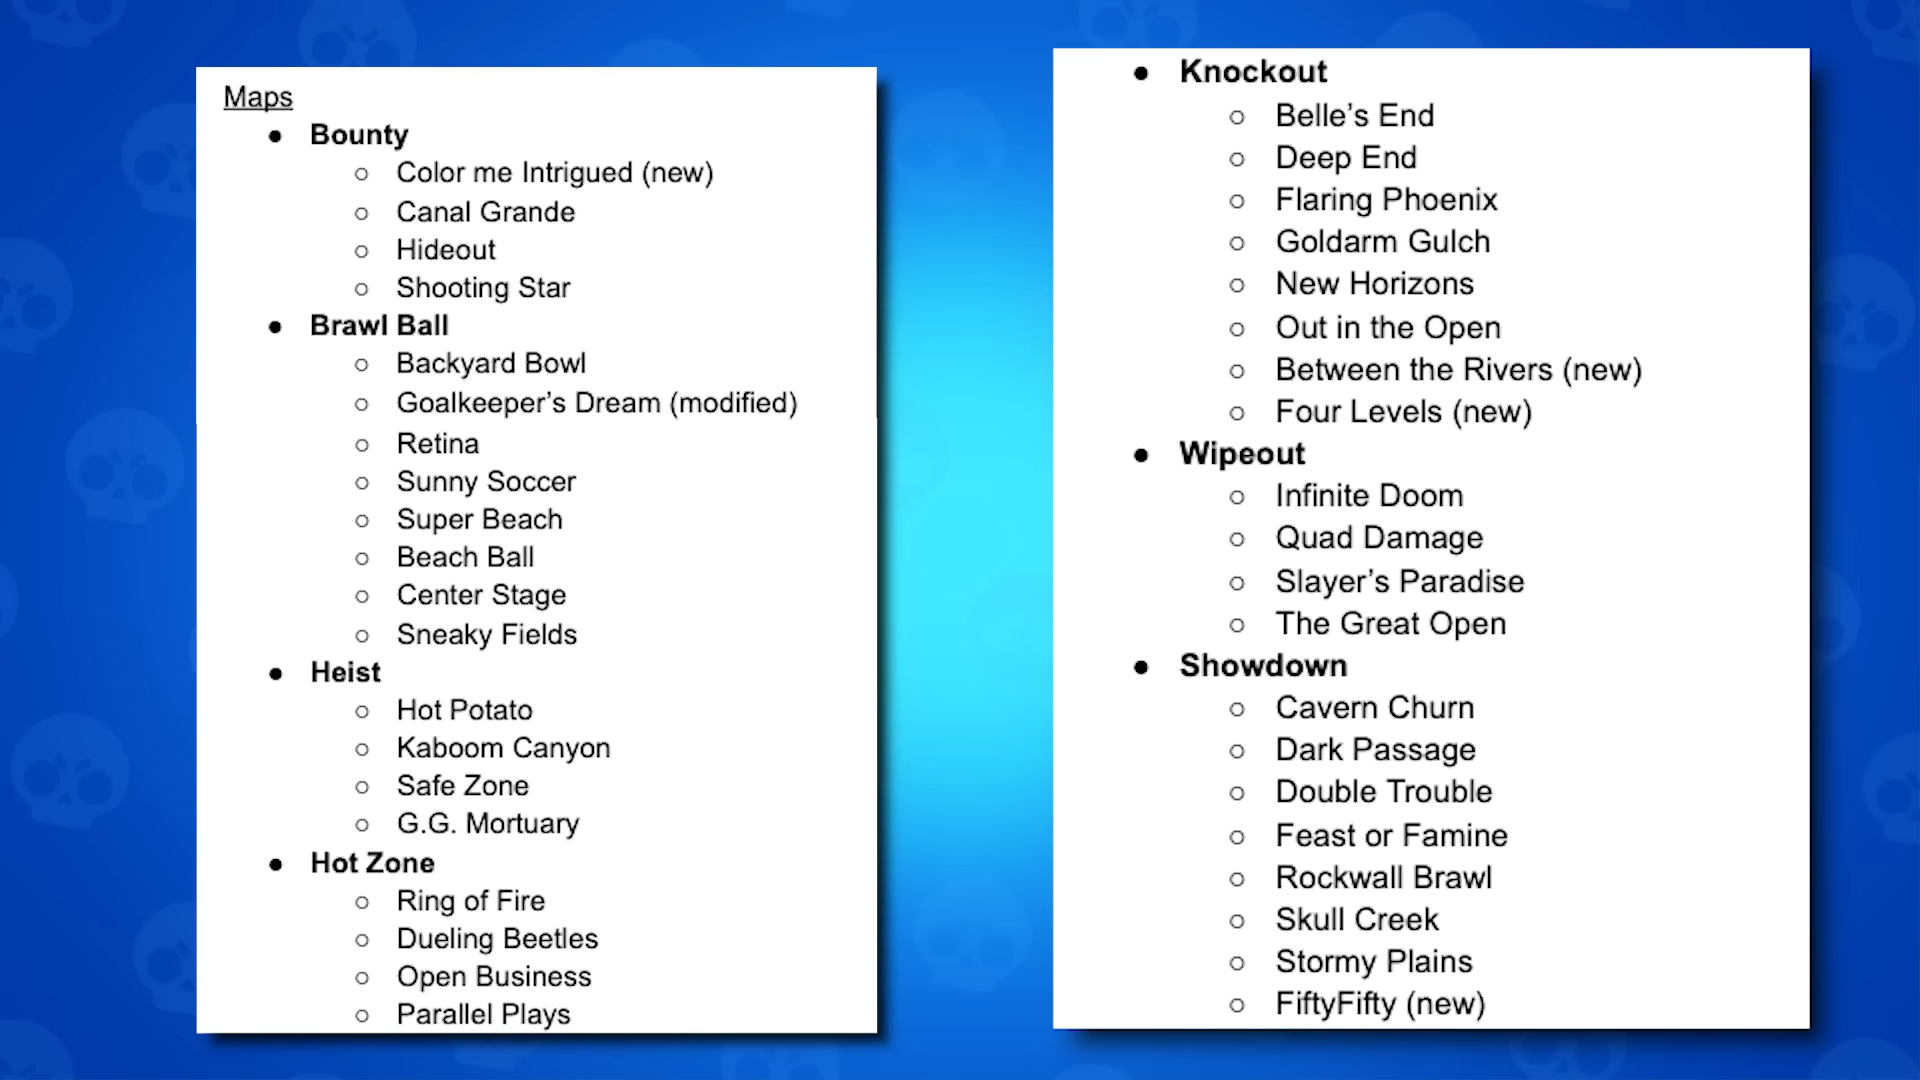 Maps
● Bounty
○ Color me Intrigued (new)
○ Canal Grande
○ Hideout
○ Shooting Star
● Brawl Ball
○ Backyard Bowl
○ Goalkeeper’s Dream (modified)
○ Retina
○ Sunny Soccer
○ Super Beach
○ Beach Ball
○ Center Stage
○ Sneaky Fields
● Heist
○ Hot Potato
○ Kaboom Canyon
○ Safe Zone
○ G.G. Mortuary
● Hot Zone
○ Ring of Fire
○ Dueling Beetles
○ Open Business
○ Parallel Plays
● Knockout
○ Belle’s End
○ Deep End
○ Flaring Phoenix
○ Goldarm Gulch
○ New Horizons
○ Out in the Open
○ Between the Rivers (new)
○ Four Levels (new)
● Wipeout
○ Infinite Doom
○ Quad Damage
○ Slayer’s Paradise
○ The Great Open
● Showdown
○ Cavern Churn
○ Dark Passage
○ Double Trouble
○ Feast or Famine
○ Rockwall Brawl
○ Skull Creek
○ Stormy Plains
○ FiftyFifty (new)